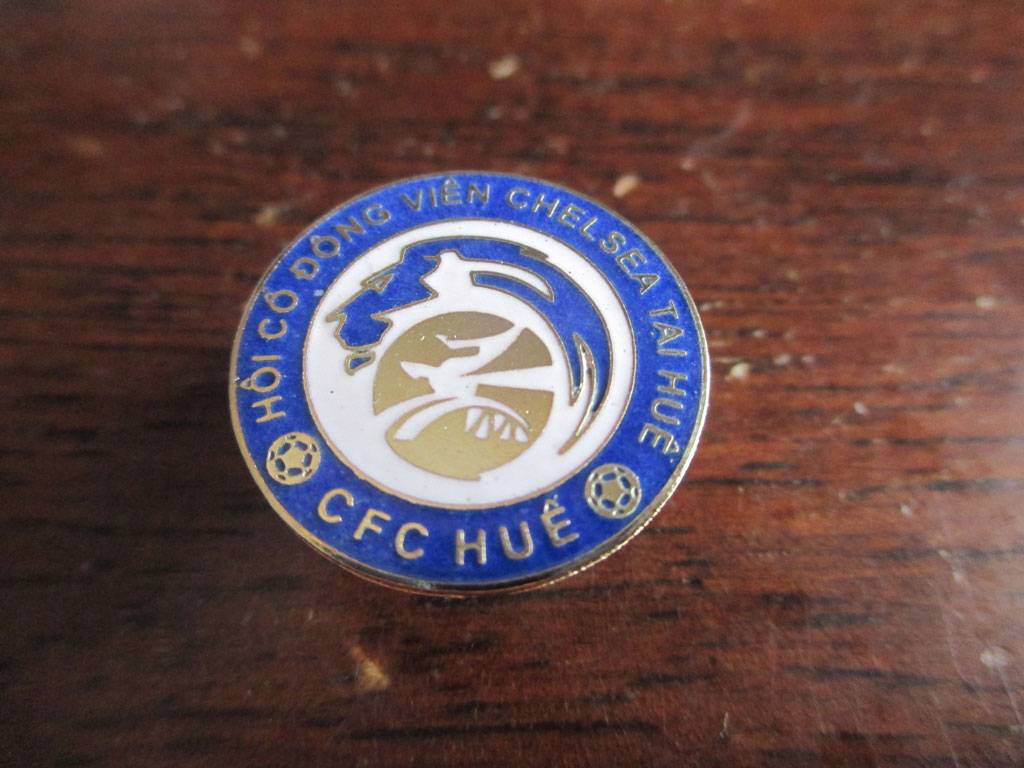 HỘI CỔ ĐỘNG VIÊN CHELSEA TẠI HUẾ
CFC HUẾ